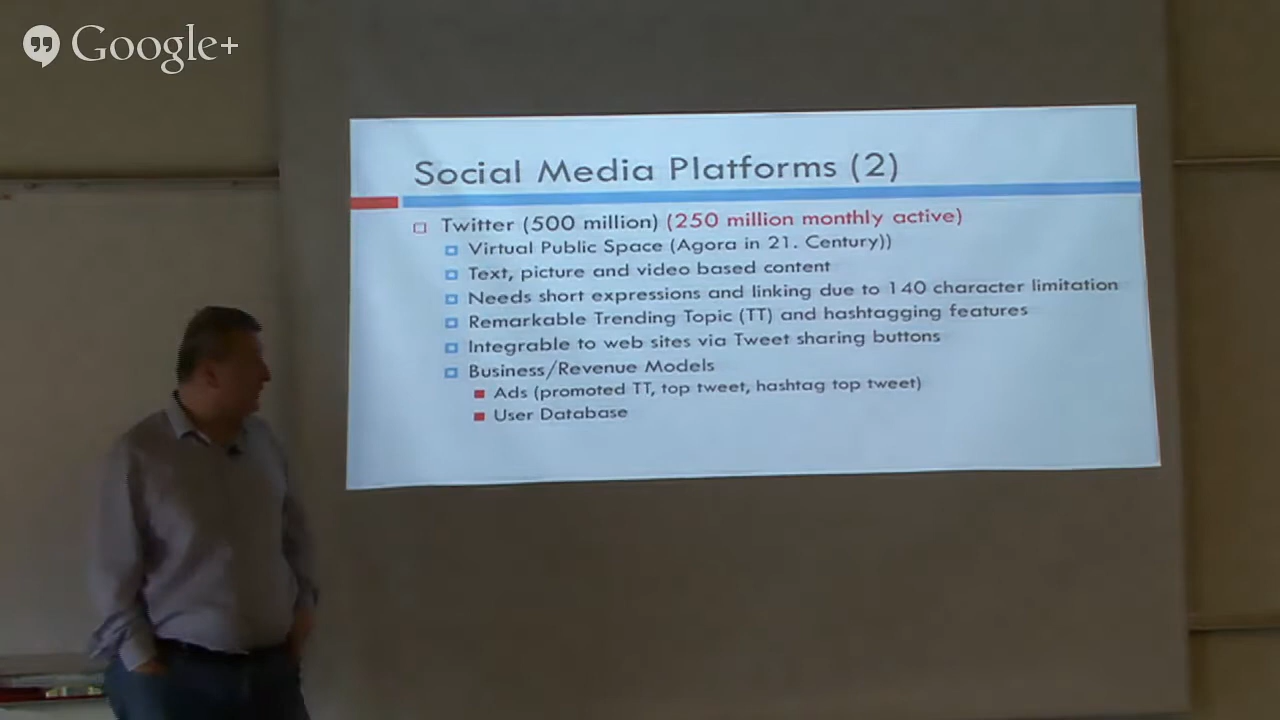 Google+
Social Media Platforms (2)
Twitter (500 million) (250 million monthly active)
Virtual Public Space (Agora in 21. Century))
Text, picture and video based content
Needs short expressions and linking due to 140 character limitation
Remarkable Trending Topic (TT) and hashtagging features
Integrable to web sites via Tweet sharing buttons
Business/Revenue Models
Ads (promoted TT, top tweet, hashtag top tweet)
User Database